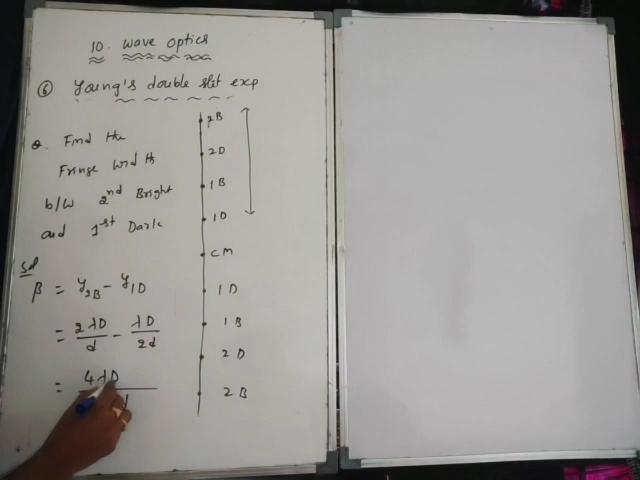 10. Wave optics
⑥ Young's double slit exp
Q. Find the
Fringe width
b/w 2nd Bright
and 1st Dark
Sol
β = y2B - y1D
= 2λD/d - λD/2d
= 4λD
2B
2D
1B
1D
CM
1D
1B
2D
2B